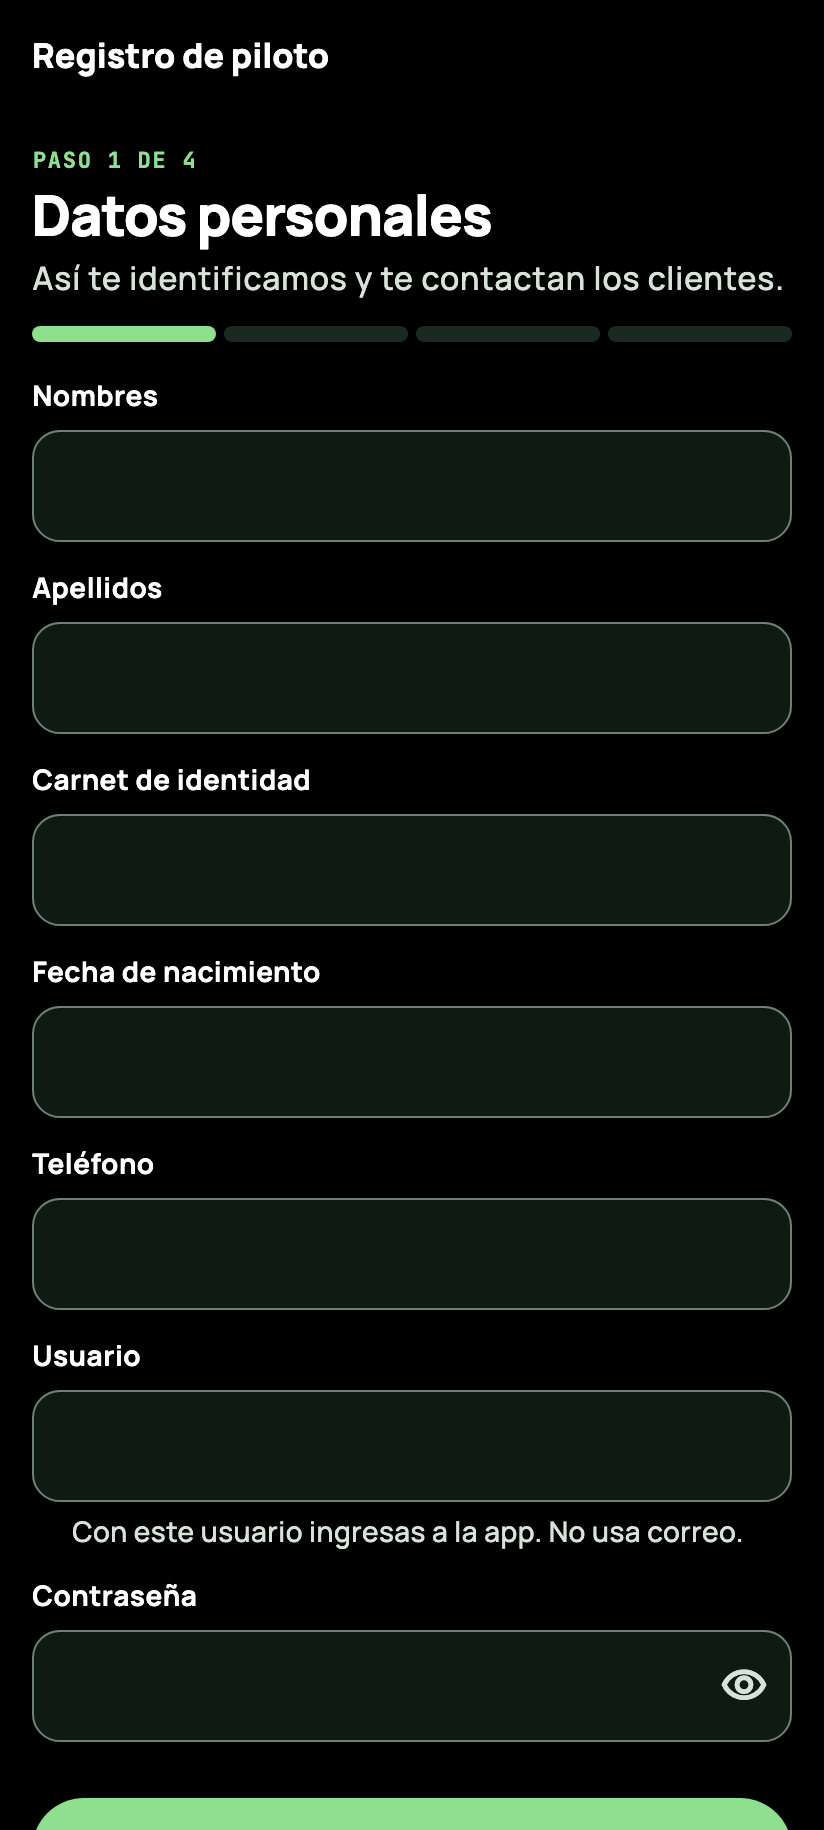 Registro de piloto
PASO 1 DE 4
Datos personales
Así te identificamos y te contactan los clientes.
Nombres
Apellidos
Carnet de identidad
Fecha de nacimiento
Teléfono
Usuario
Con este usuario ingresas a la app. No usa correo.
Contraseña